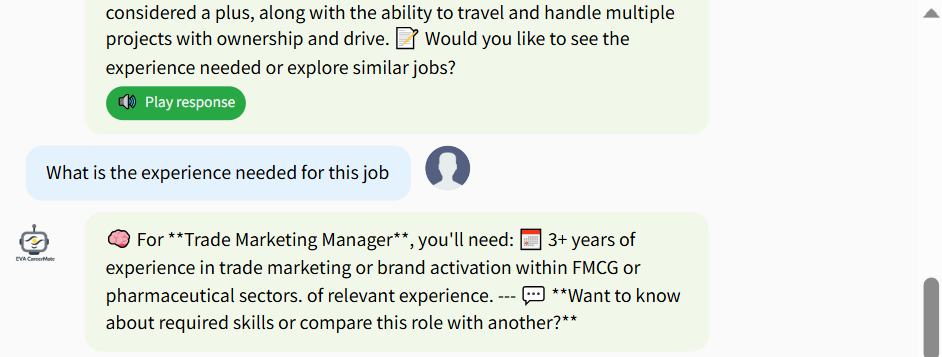 considered a plus, along with the ability to travel and handle multiple
projects with ownership and drive. 📝 Would you like to see the
experience needed or explore similar jobs?
🔊 Play response
What is the experience needed for this job
🧠 For **Trade Marketing Manager**, you'll need: 📅 3+ years of
EVA CareerMate
experience in trade marketing or brand activation within FMCG or
pharmaceutical sectors. of relevant experience. --- 💬 **Want to know
about required skills or compare this role with another?**